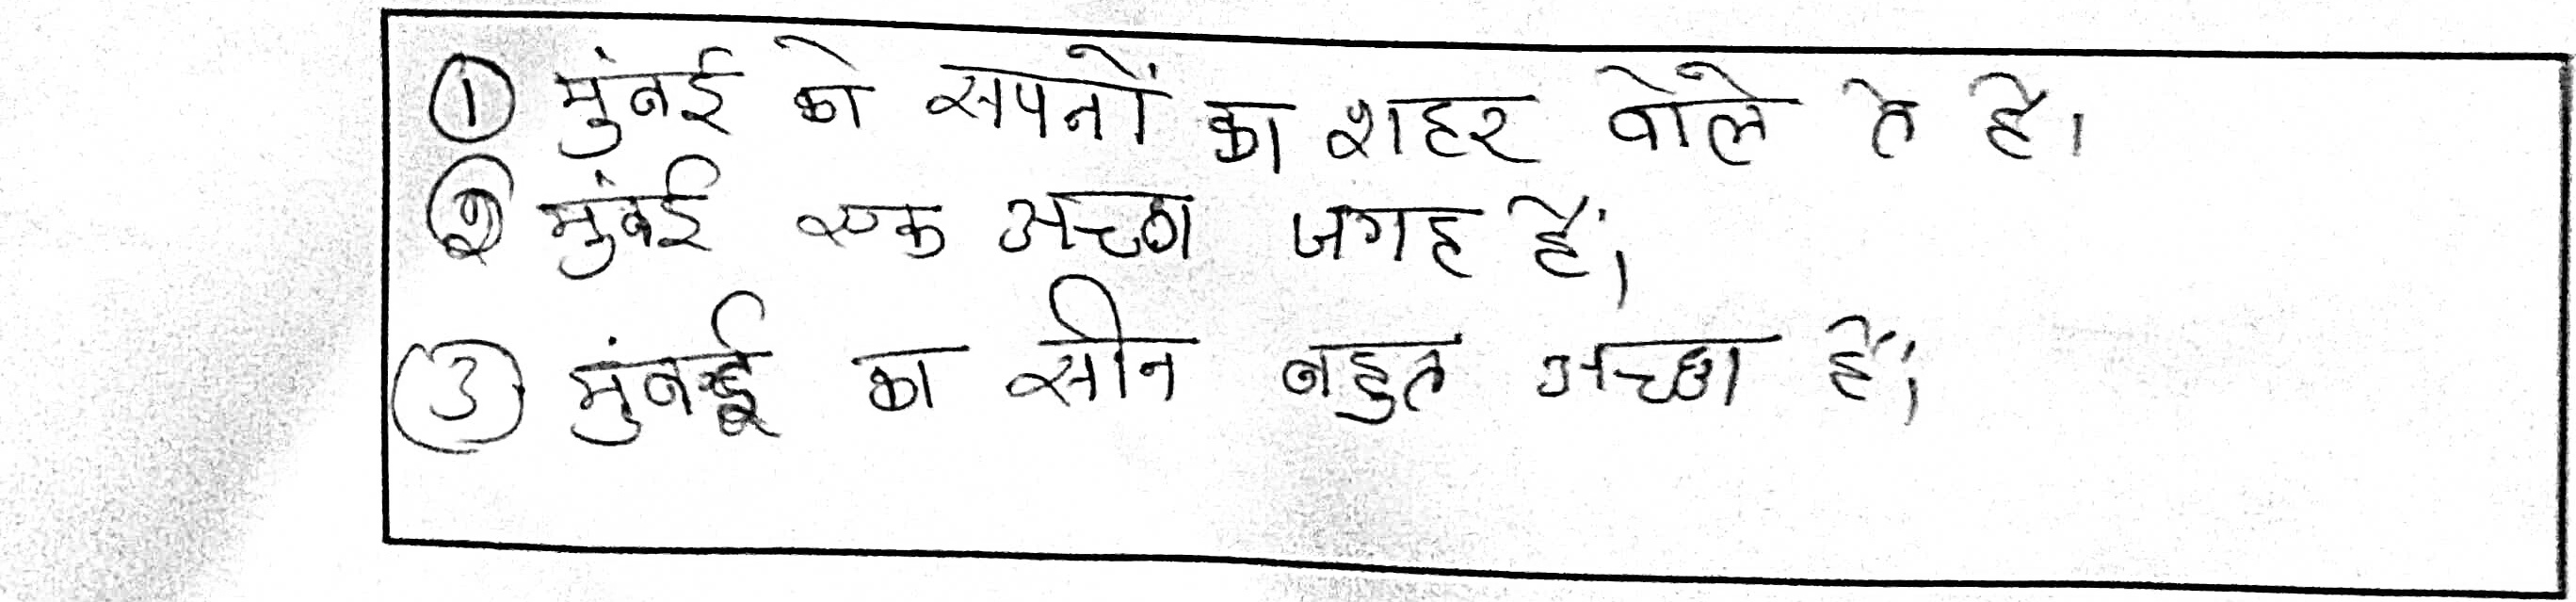 ① मुंबई को सपनों का शहर बोले ते है।
② मुंबई एक अच्छा जगह हैं।
③ मुंबई का सीन बहुत अच्छा हैं।